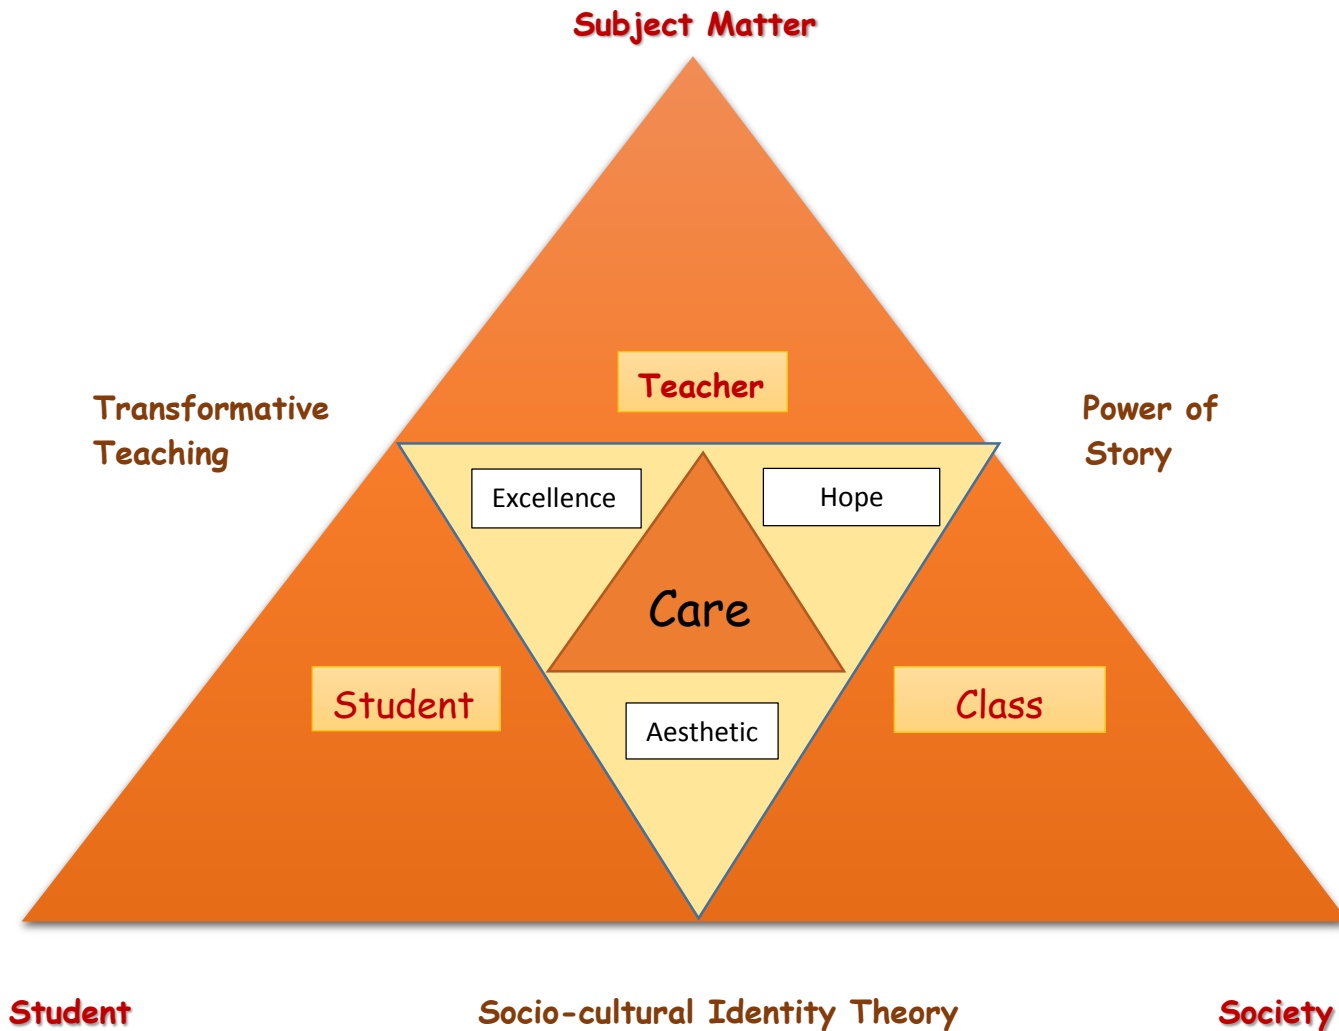 Subject Matter
Teacher
Transformative
Teaching
Power of
Story
Excellence
Hope
Care
Student
Class
Aesthetic
Student
Socio-cultural Identity Theory
Society